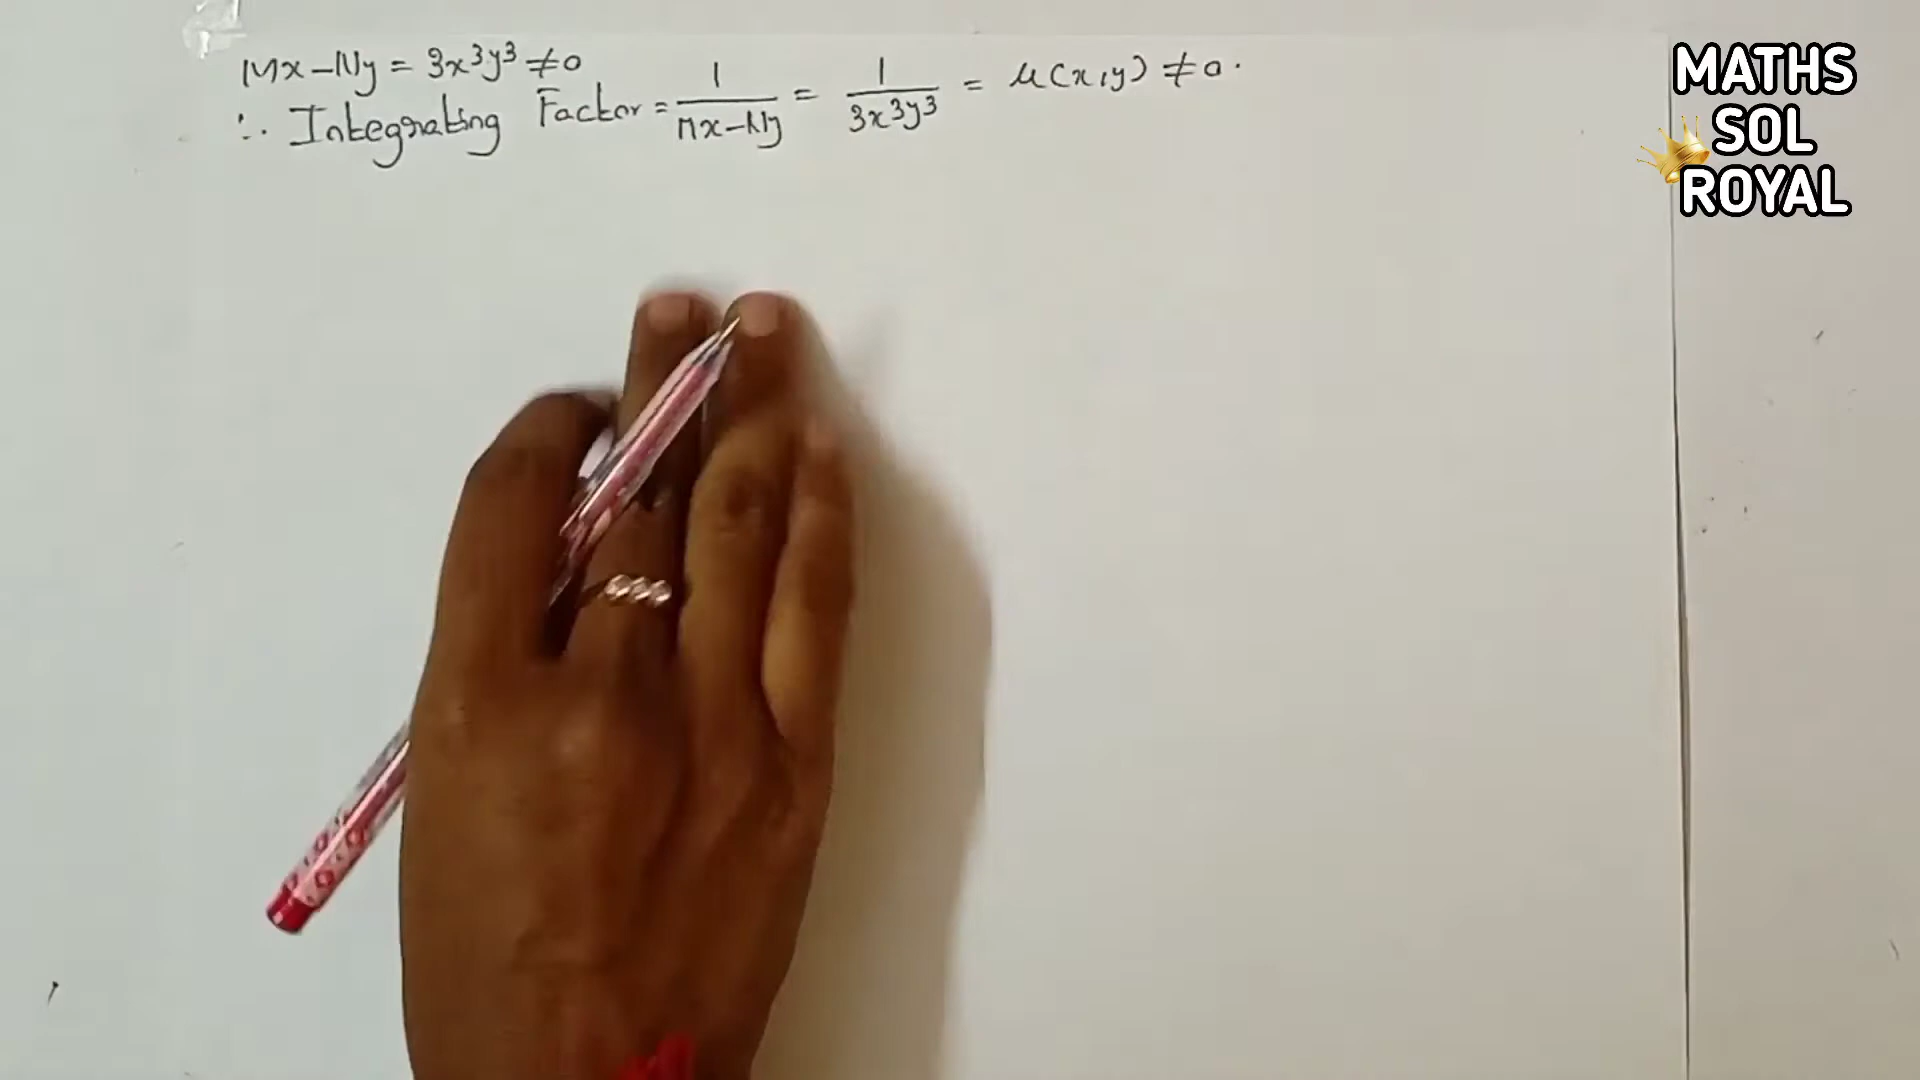 Mx-Ny = 3x³y³ ≠ 0
∴ Integrating Factor = 1/(Mx-Ny) = 1/(3x³y³) = μ(x,y) ≠ 0.
MATHS
SOL
ROYAL